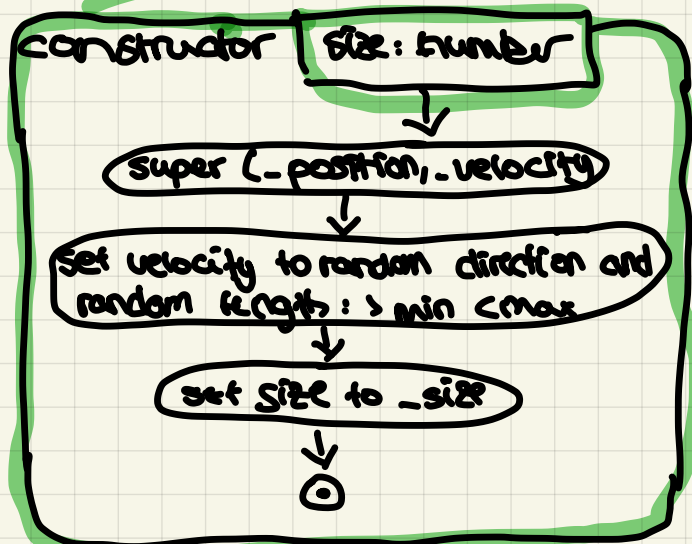 constructor
size: number
super (_position, _velocity
set velocity to random direction and
random length: > min < max
set size to _size